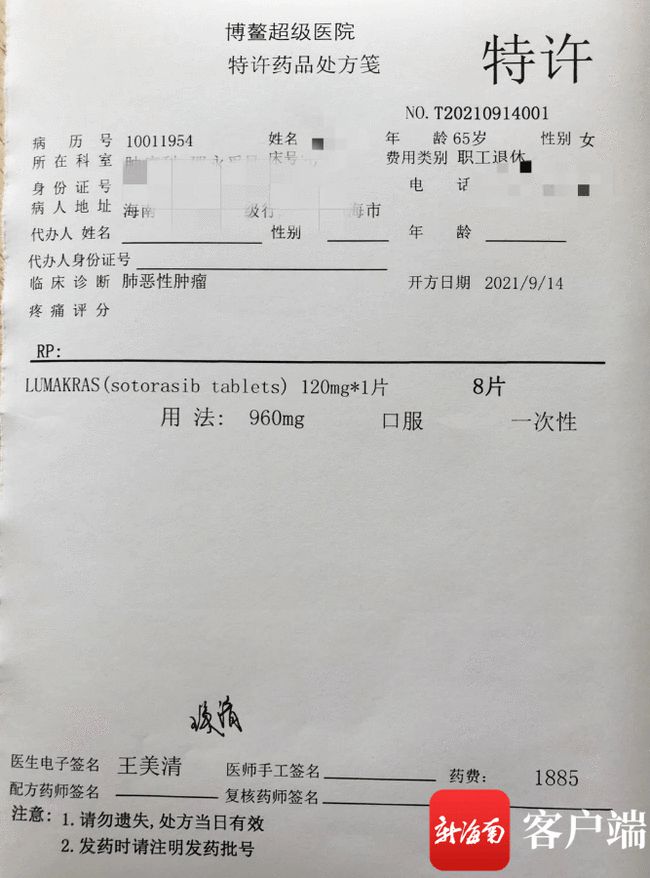 博鳌超级医院
特许药品处方笺
特许
NO.T20210914001
病 历 号 10011954 姓名 年 龄 65岁 性别 女
所在科室 床号 费用类别 职工退休
身份证号 电 话
病人地址 海南 级行 海市
代办人 姓名 性别 年 龄
代办人身份证号
临床诊断 肺恶性肿瘤 开方日期 2021/9/14
疼痛评分
RP:
LUMAKRAS(sotorasib tablets) 120mg*1片 8片
用 法: 960mg 口服 一次性
医生电子签名 王美清 医师手工签名 药费: 1885
配方药师签名 复核药师签名
注意: 1.请勿遗失,处方当日有效
2.发药时请注明发药批号
新海南 客户端